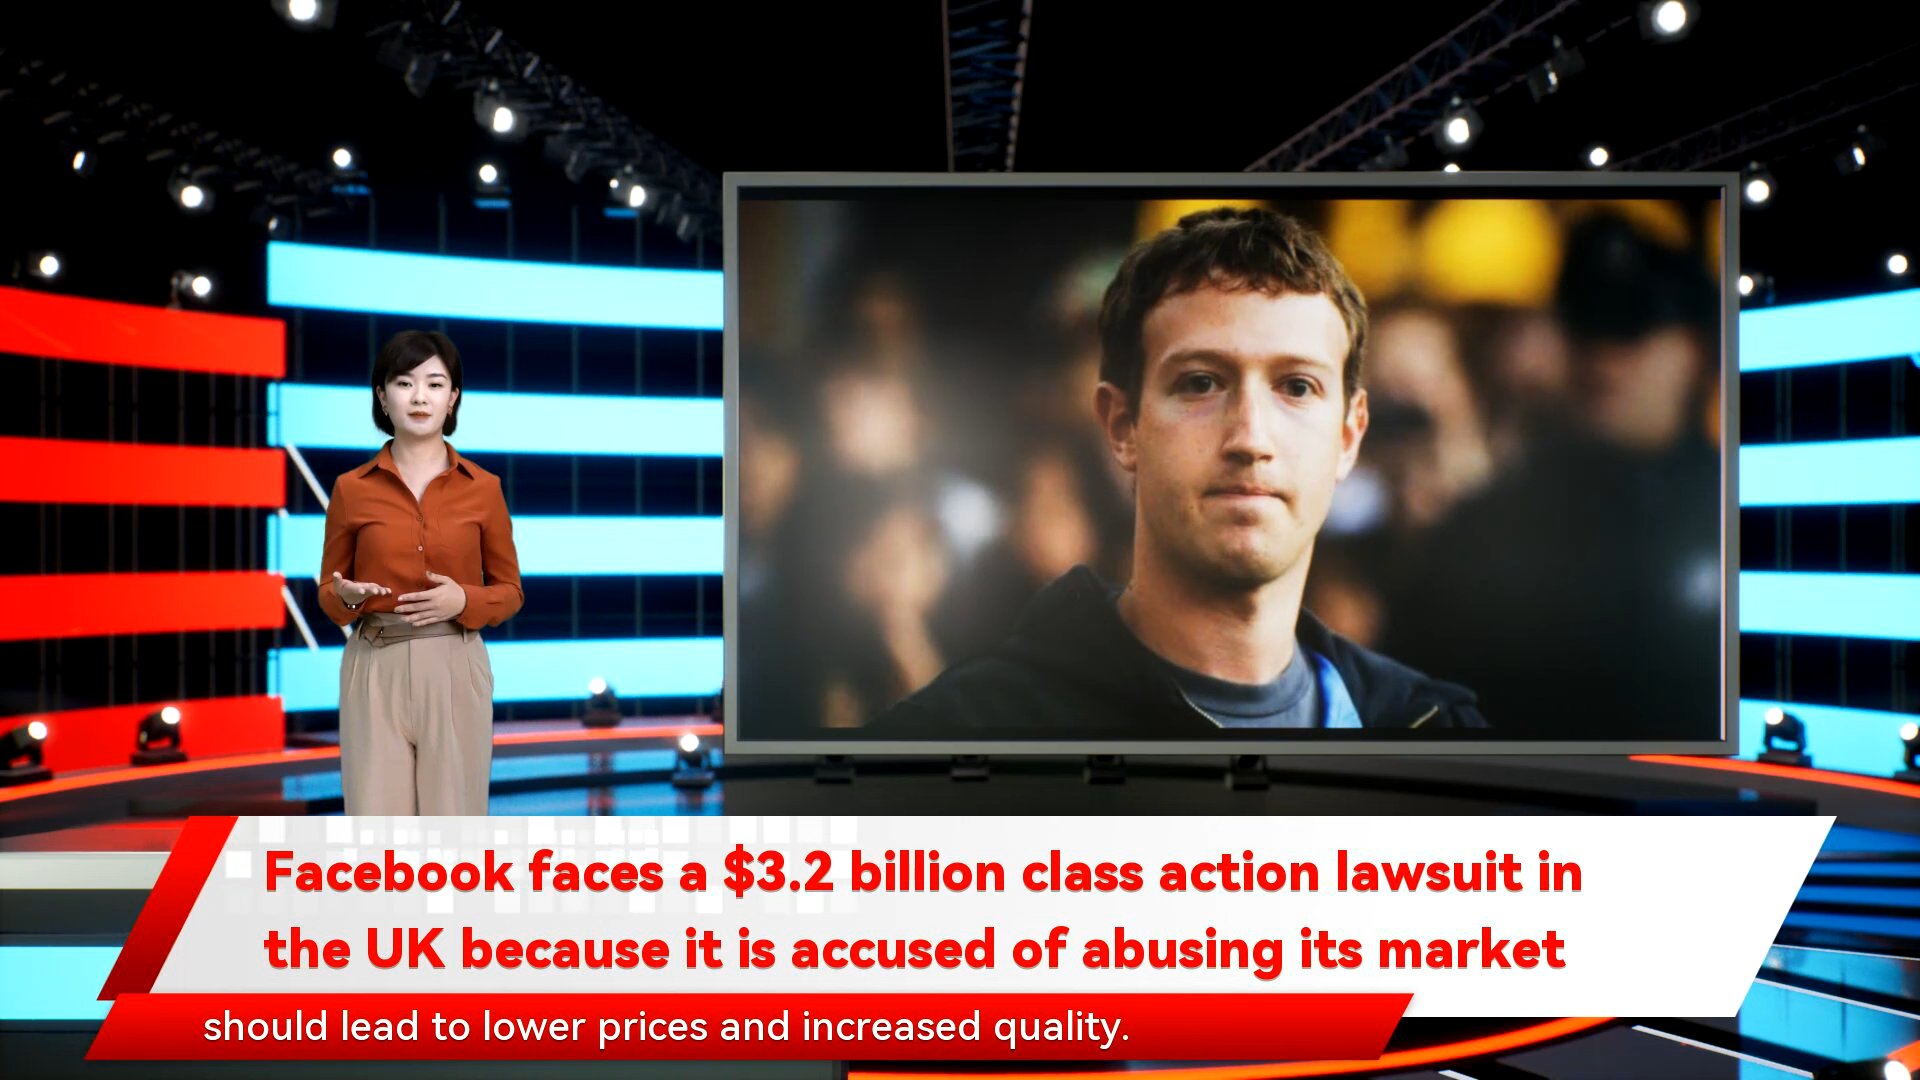 Facebook faces a $3.2 billion class action lawsuit in
the UK because it is accused of abusing its market
should lead to lower prices and increased quality.